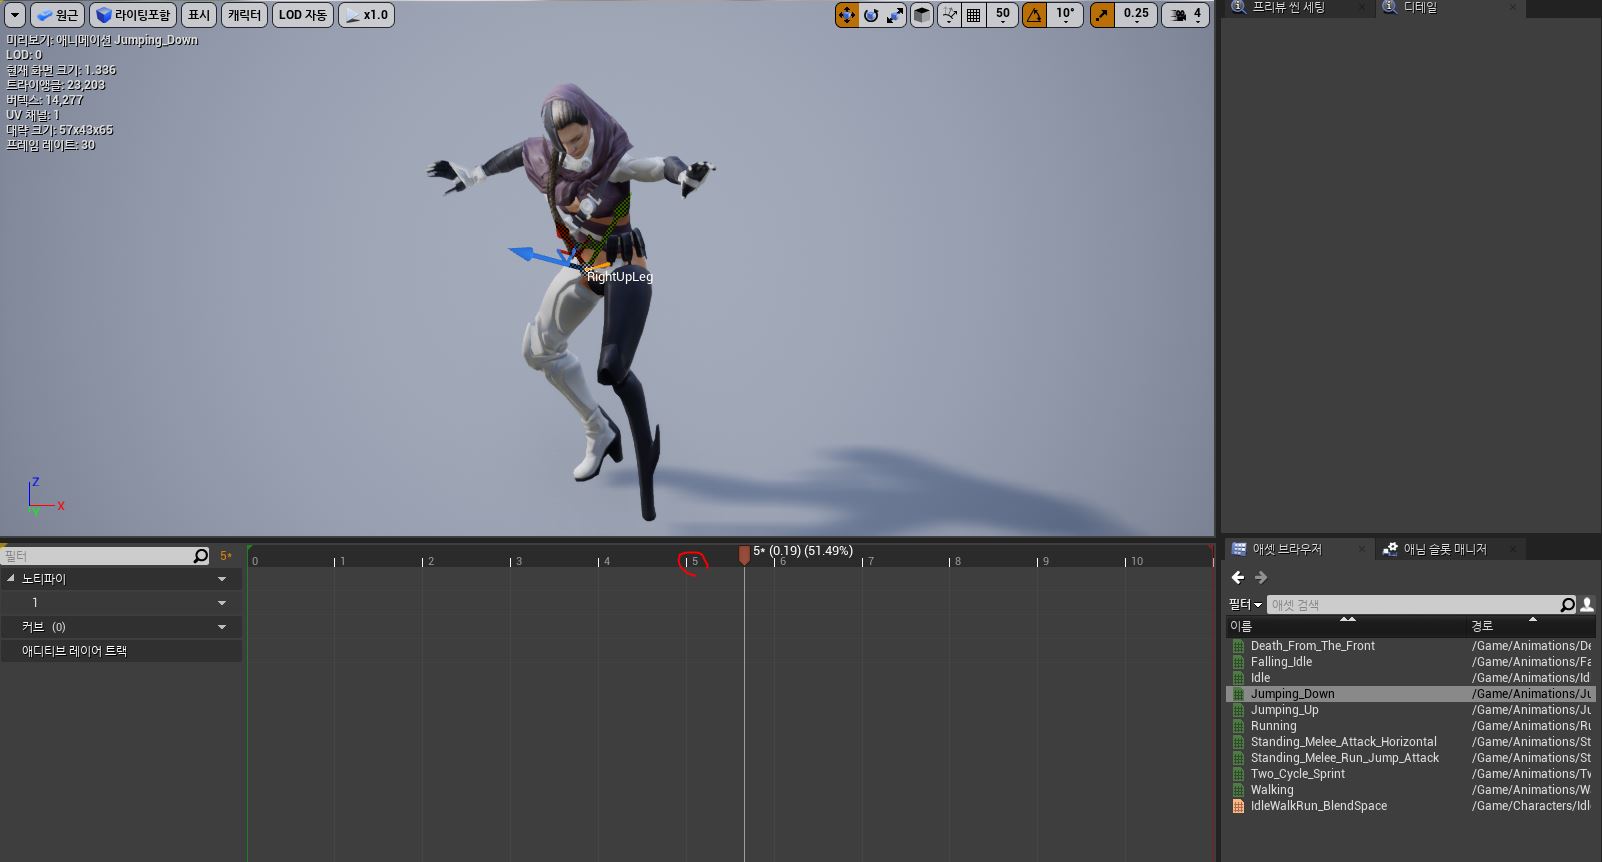 원근 라이팅포함 표시 캐릭터 LOD 자동 x1.0 50 10° 0.25 4
프리뷰 씬 세팅 디테일
미리보기: 애니메이션 Jumping_Down
LOD: 0
현재 화면 크기: 1.336
트라이앵글: 23,203
버텍스: 14,277
UV 채널: 1
대략 크기: 57x43x65
프레임 레이트: 30
RightUpLeg
Z
X
Y
필터 5*
5* (0.19) (51.49%)
0 1 2 3 4 5 6 7 8 9 10
노티파이
1
커브 (0)
애디티브 레이어 트랙
애셋 브라우저 애님 슬롯 매니저
필터 애셋 검색
이름 경로
Death_From_The_Front /Game/Animations/De
Falling_Idle /Game/Animations/Fa
Idle /Game/Animations/Idl
Jumping_Down /Game/Animations/Ju
Jumping_Up /Game/Animations/Ju
Running /Game/Animations/Ru
Standing_Melee_Attack_Horizontal /Game/Animations/St
Standing_Melee_Run_Jump_Attack /Game/Animations/St
Two_Cycle_Sprint /Game/Animations/Tw
Walking /Game/Animations/Wa
IdleWalkRun_BlendSpace /Game/Characters/Idl